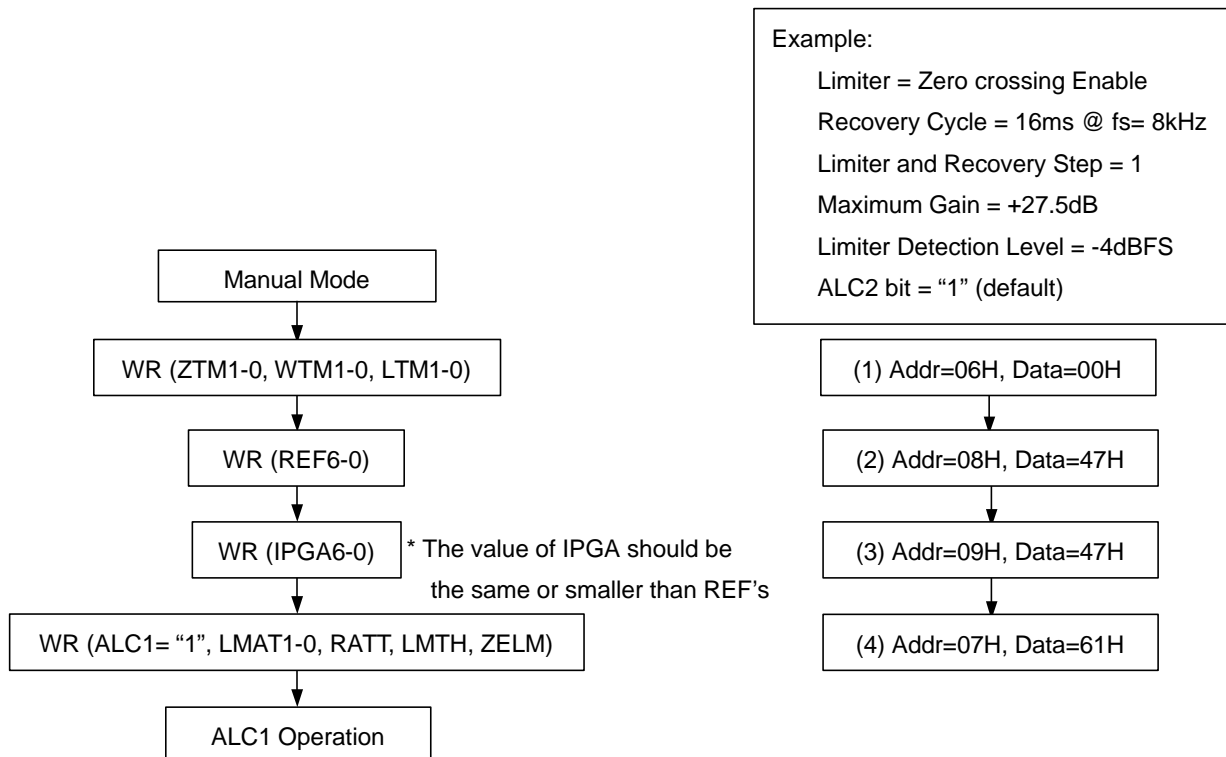 Example:
Limiter = Zero crossing Enable
Recovery Cycle = 16ms @ fs= 8kHz
Limiter and Recovery Step = 1
Maximum Gain = +27.5dB
Limiter Detection Level = -4dBFS
ALC2 bit = “1” (default)
Manual Mode
WR (ZTM1-0, WTM1-0, LTM1-0)
WR (REF6-0)
WR (IPGA6-0)
* The value of IPGA should be
the same or smaller than REF’s
WR (ALC1= “1”, LMAT1-0, RATT, LMTH, ZELM)
ALC1 Operation
(1) Addr=06H, Data=00H
(2) Addr=08H, Data=47H
(3) Addr=09H, Data=47H
(4) Addr=07H, Data=61H